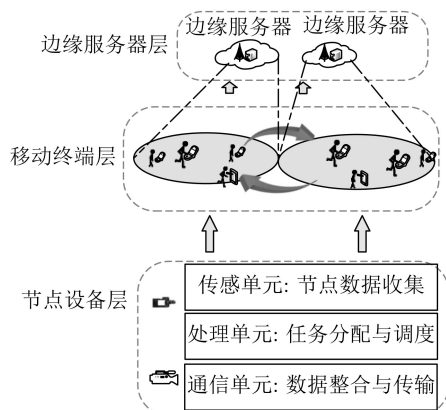 边缘服务器 边缘服务器
边缘服务器层
移动终端层
节点设备层
传感单元: 节点数据收集
处理单元: 任务分配与调度
通信单元: 数据整合与传输